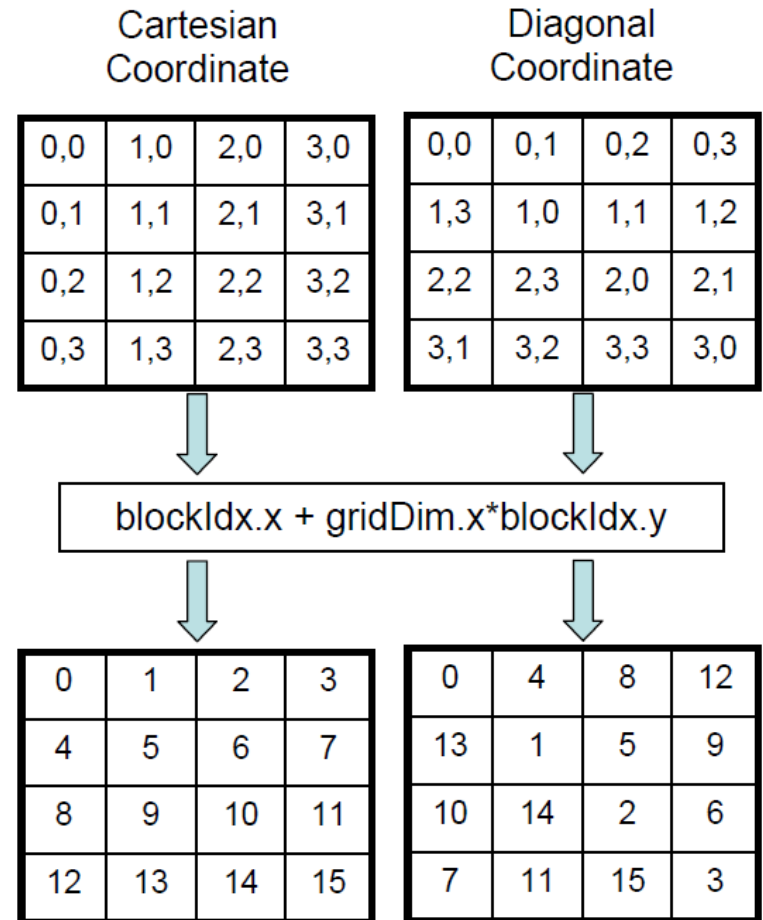 Cartesian Coordinate
Diagonal Coordinate
0,0 1,0 2,0 3,0
0,1 1,1 2,1 3,1
0,2 1,2 2,2 3,2
0,3 1,3 2,3 3,3
0,0 0,1 0,2 0,3
1,3 1,0 1,1 1,2
2,2 2,3 2,0 2,1
3,1 3,2 3,3 3,0
blockIdx.x + gridDim.x*blockIdx.y
0 1 2 3
4 5 6 7
8 9 10 11
12 13 14 15
0 4 8 12
13 1 5 9
10 14 2 6
7 11 15 3